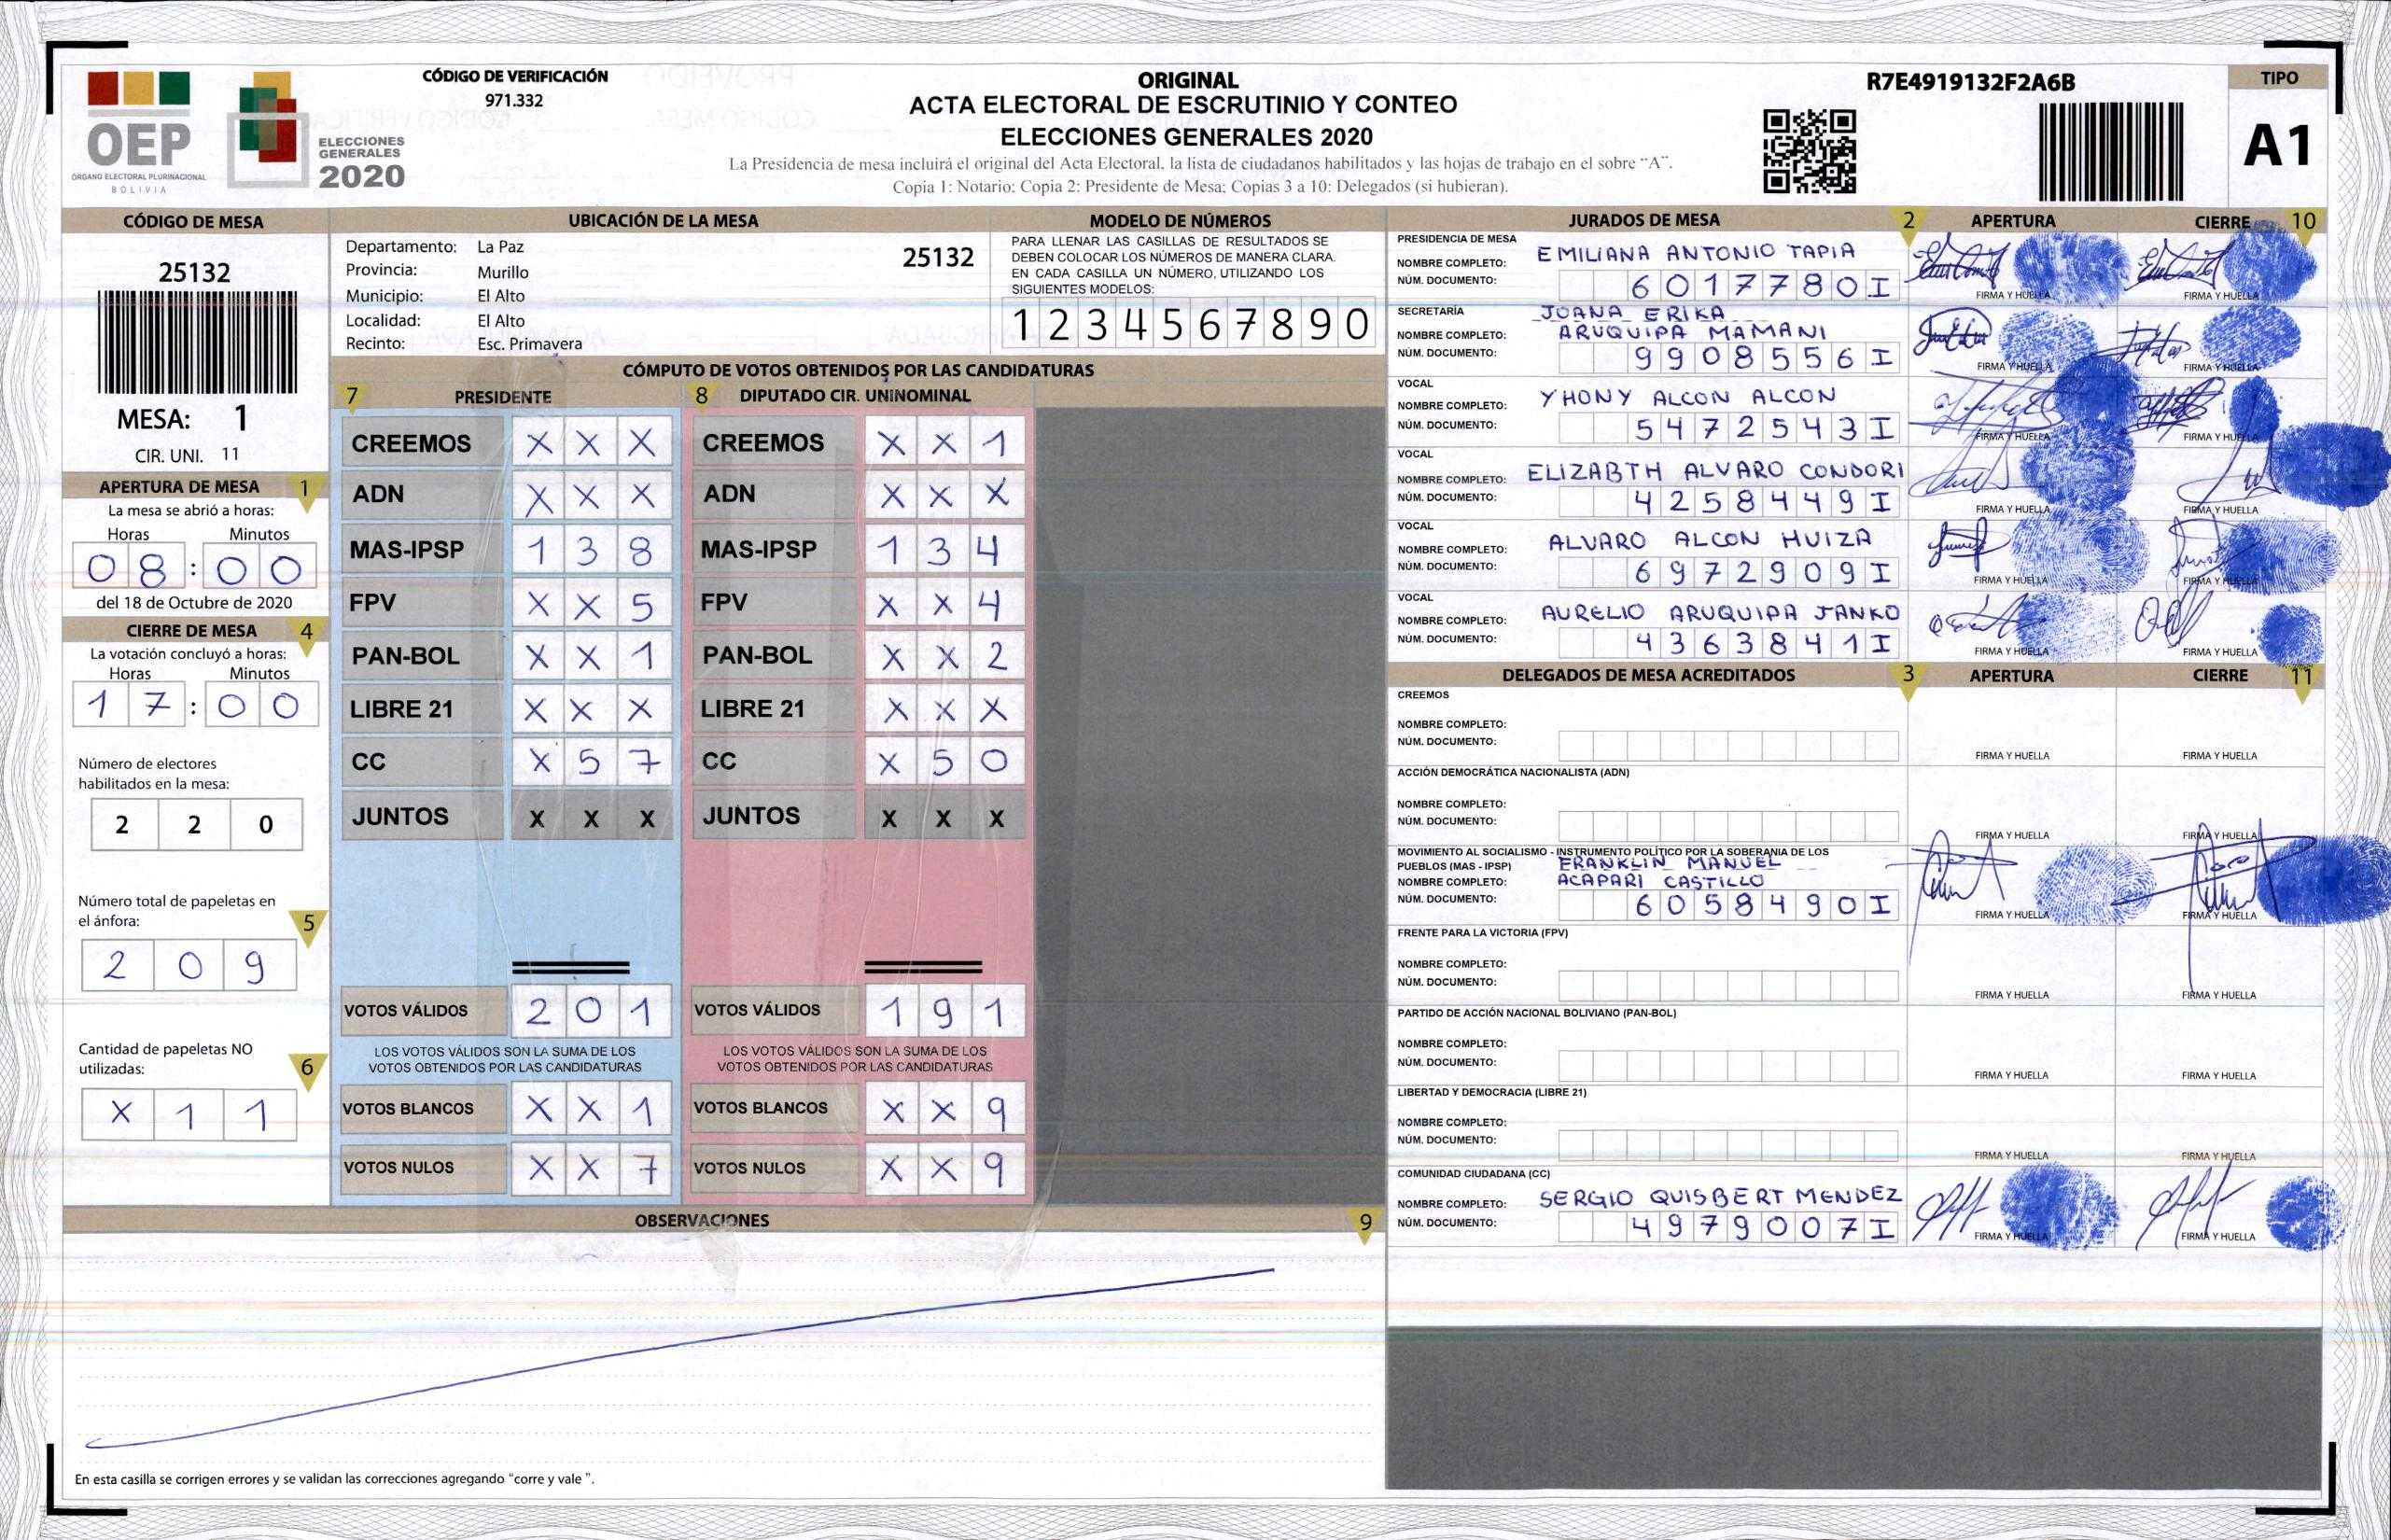 OEP
ÓRGANO ELECTORAL PLURINACIONAL
BOLIVIA
ELECCIONES
GENERALES
2020
CÓDIGO DE VERIFICACIÓN
971.332
ORIGINAL
ACTA ELECTORAL DE ESCRUTINIO Y CONTEO
ELECCIONES GENERALES 2020
La Presidencia de mesa incluirá el original del Acta Electoral, la lista de ciudadanos habilitados y las hojas de trabajo en el sobre “A”.
Copia 1: Notario; Copia 2: Presidente de Mesa; Copias 3 a 10: Delegados (si hubieran).
R7E4919132F2A6B
TIPO
A1
CÓDIGO DE MESA
25132
MESA: 1
CIR. UNI. 11
APERTURA DE MESA 1
La mesa se abrió a horas:
Horas Minutos
08:00
del 18 de Octubre de 2020
CIERRE DE MESA 4
La votación concluyó a horas:
Horas Minutos
17:00
Número de electores
habilitados en la mesa:
2 2 0
Número total de papeletas en
el ánfora: 5
2 0 9
Cantidad de papeletas NO
utilizadas: 6
X 1 1
UBICACIÓN DE LA MESA
Departamento: La Paz 25132
Provincia: Murillo
Municipio: El Alto
Localidad: El Alto
Recinto: Esc. Primavera
MODELO DE NÚMEROS
PARA LLENAR LAS CASILLAS DE RESULTADOS SE
DEBEN COLOCAR LOS NÚMEROS DE MANERA CLARA.
EN CADA CASILLA UN NÚMERO, UTILIZANDO LOS
SIGUIENTES MODELOS:
1 2 3 4 5 6 7 8 9 0
CÓMPUTO DE VOTOS OBTENIDOS POR LAS CANDIDATURAS
7 PRESIDENTE 8 DIPUTADO CIR. UNINOMINAL
CREEMOS X X X CREEMOS X X 1
ADN X X X ADN X X X
MAS-IPSP 1 3 8 MAS-IPSP 1 3 4
FPV X X 5 FPV X X 4
PAN-BOL X X 1 PAN-BOL X X 2
LIBRE 21 X X X LIBRE 21 X X X
CC X 5 7 CC X 5 0
JUNTOS X X X JUNTOS X X X
VOTOS VÁLIDOS 2 0 1 VOTOS VÁLIDOS 1 9 1
LOS VOTOS VÁLIDOS SON LA SUMA DE LOS LOS VOTOS VÁLIDOS SON LA SUMA DE LOS
VOTOS OBTENIDOS POR LAS CANDIDATURAS VOTOS OBTENIDOS POR LAS CANDIDATURAS
VOTOS BLANCOS X X 1 VOTOS BLANCOS X X 9
VOTOS NULOS X X 7 VOTOS NULOS X X 9
OBSERVACIONES 9
En esta casilla se corrigen errores y se validan las correcciones agregando “corre y vale ”.
JURADOS DE MESA 2 APERTURA CIERRE 10
PRESIDENCIA DE MESA
NOMBRE COMPLETO: EMILIANA ANTONIO TAPIA
NÚM. DOCUMENTO: 6017780I
FIRMA Y HUELLA FIRMA Y HUELLA
SECRETARÍA
JOANA ERIKA
NOMBRE COMPLETO: ARUQUIPA MAMANI
NÚM. DOCUMENTO: 9908556I
FIRMA Y HUELLA FIRMA Y HUELLA
VOCAL
NOMBRE COMPLETO: YHONY ALCON ALCON
NÚM. DOCUMENTO: 5472543I
FIRMA Y HUELLA FIRMA Y HUELLA
VOCAL
NOMBRE COMPLETO: ELIZABTH ALVARO CONDORI
NÚM. DOCUMENTO: 4258449I
FIRMA Y HUELLA FIRMA Y HUELLA
VOCAL
NOMBRE COMPLETO: ALVARO ALCON HUIZA
NÚM. DOCUMENTO: 6972909I
FIRMA Y HUELLA FIRMA Y HUELLA
VOCAL
NOMBRE COMPLETO: AURELIO ARUQUIPA JANKO
NÚM. DOCUMENTO: 4363841I
FIRMA Y HUELLA FIRMA Y HUELLA
DELEGADOS DE MESA ACREDITADOS 3 APERTURA CIERRE 11
CREEMOS
NOMBRE COMPLETO:
NÚM. DOCUMENTO:
FIRMA Y HUELLA FIRMA Y HUELLA
ACCIÓN DEMOCRÁTICA NACIONALISTA (ADN)
NOMBRE COMPLETO:
NÚM. DOCUMENTO:
FIRMA Y HUELLA FIRMA Y HUELLA
MOVIMIENTO AL SOCIALISMO - INSTRUMENTO POLÍTICO POR LA SOBERANIA DE LOS
PUEBLOS (MAS - IPSP) FRANKLIN MANUEL
NOMBRE COMPLETO: ACAPARI CASTILLO
NÚM. DOCUMENTO: 6058490I
FIRMA Y HUELLA FIRMA Y HUELLA
FRENTE PARA LA VICTORIA (FPV)
NOMBRE COMPLETO:
NÚM. DOCUMENTO:
FIRMA Y HUELLA FIRMA Y HUELLA
PARTIDO DE ACCIÓN NACIONAL BOLIVIANO (PAN-BOL)
NOMBRE COMPLETO:
NÚM. DOCUMENTO:
FIRMA Y HUELLA FIRMA Y HUELLA
LIBERTAD Y DEMOCRACIA (LIBRE 21)
NOMBRE COMPLETO:
NÚM. DOCUMENTO:
FIRMA Y HUELLA FIRMA Y HUELLA
COMUNIDAD CIUDADANA (CC)
NOMBRE COMPLETO: SERGIO QUISBERT MENDEZ
NÚM. DOCUMENTO: 4979007I
FIRMA Y HUELLA FIRMA Y HUELLA